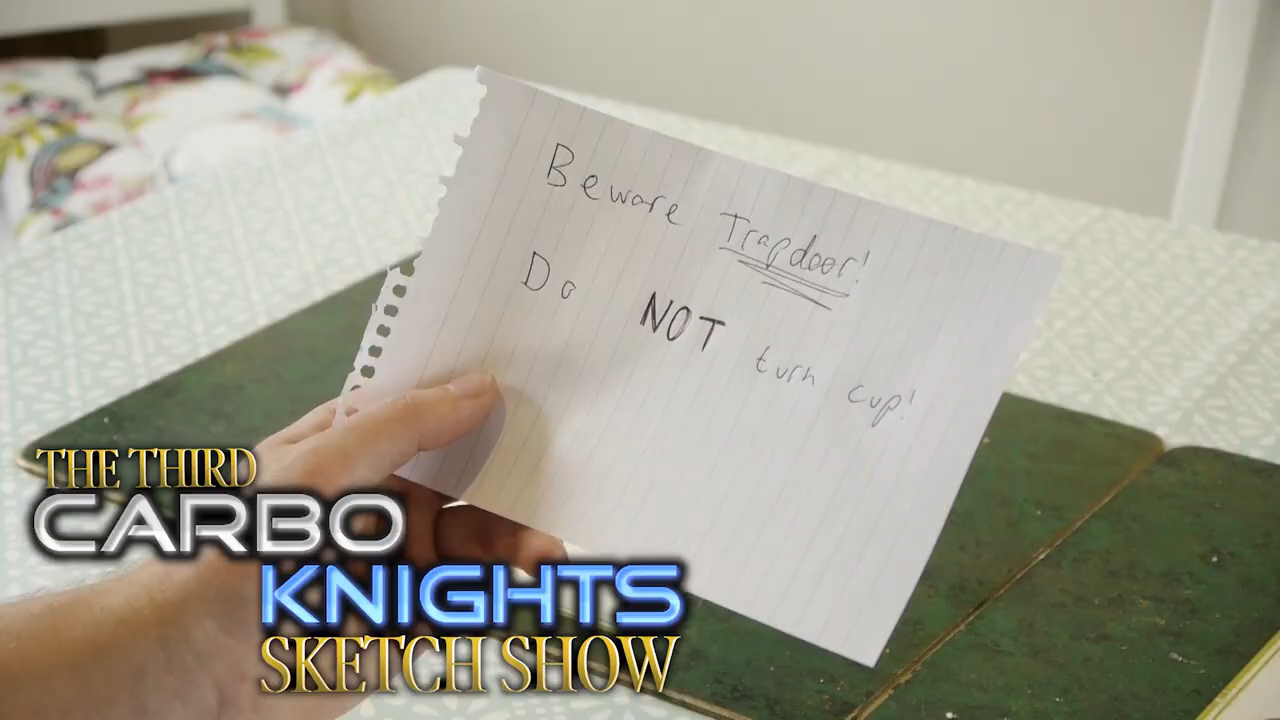 Beware Trapdoor!
Do NOT turn cup!
THE THIRD
CARBO
KNIGHTS
SKETCH SHOW